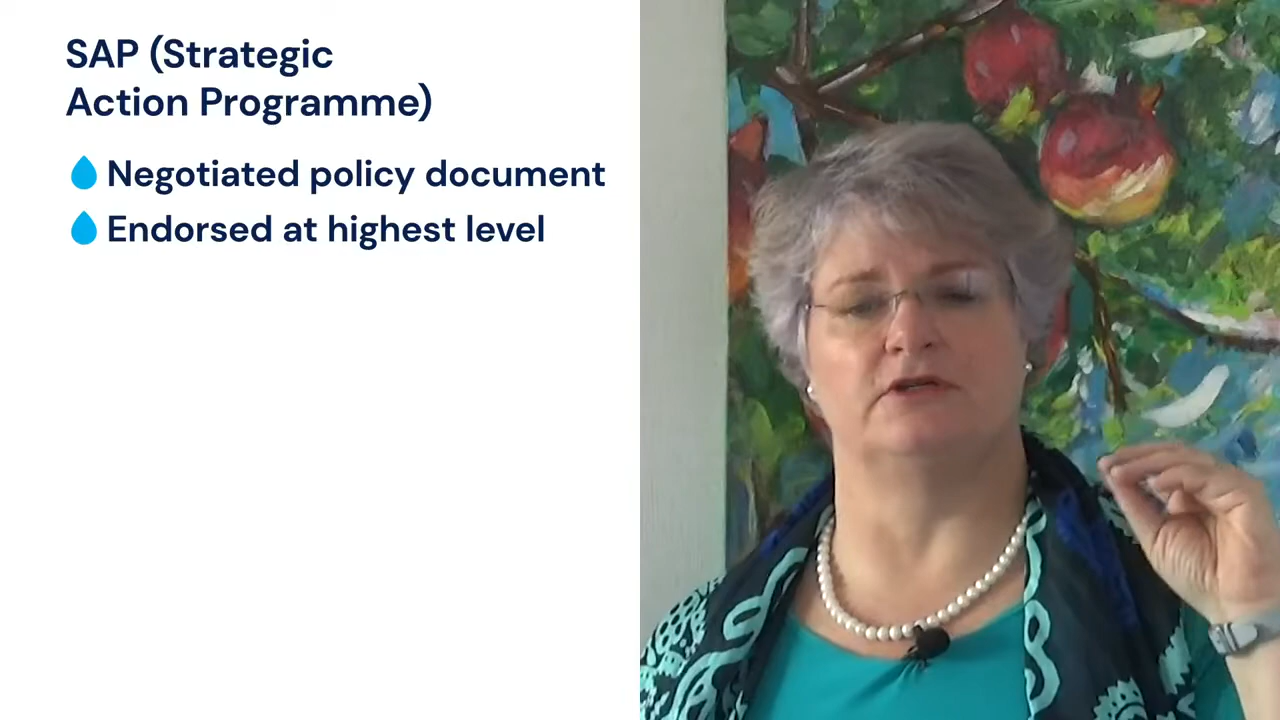 SAP (Strategic
Action Programme)
Negotiated policy document
Endorsed at highest level